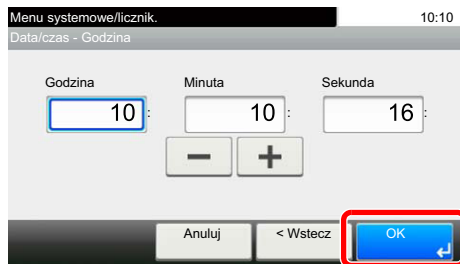 Menu systemowe/licznik. 10:10
Data/czas - Godzina
Godzina Minuta Sekunda
10 : 10 : 16 :
Anuluj < Wstecz OK